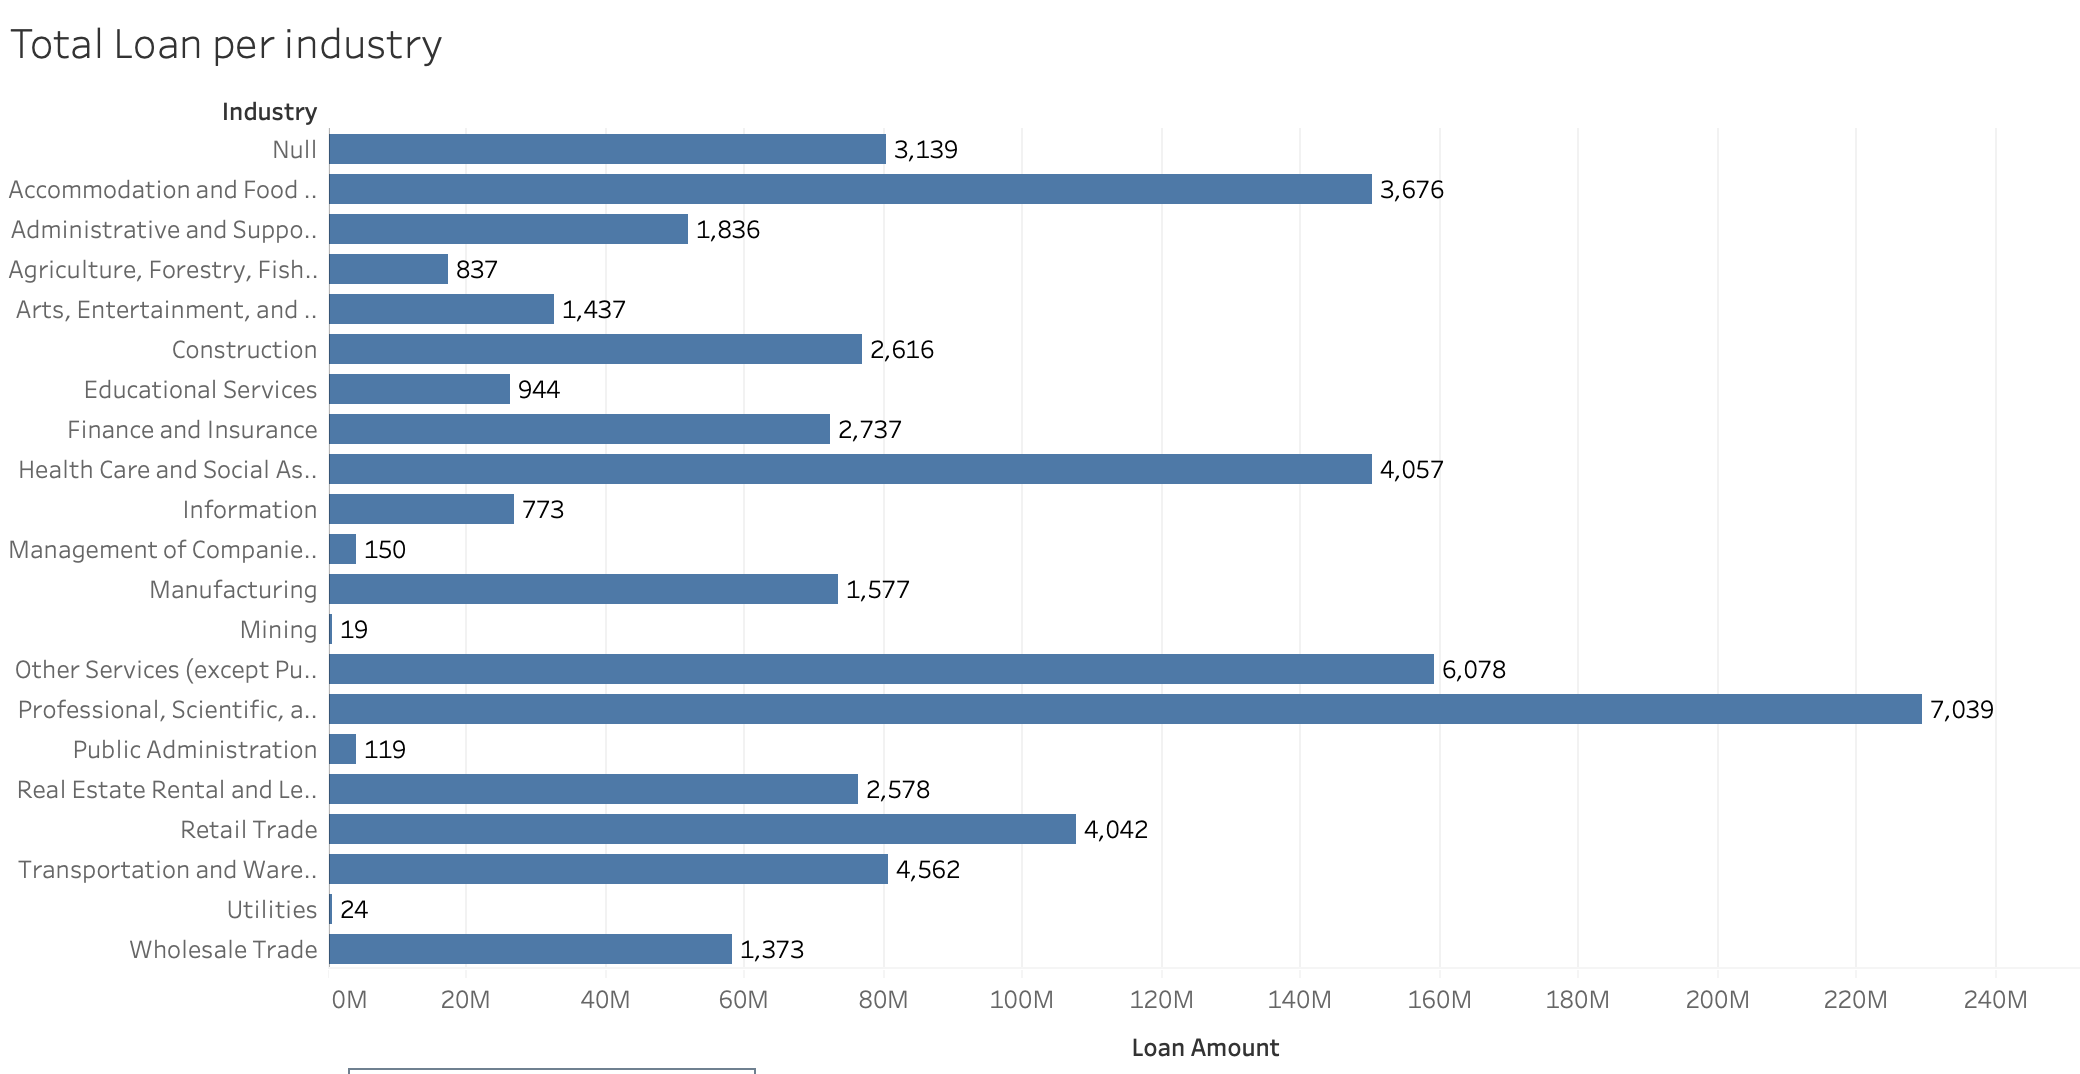 Total Loan per industry
Industry
Null 3,139
Accommodation and Food .. 3,676
Administrative and Suppo.. 1,836
Agriculture, Forestry, Fish.. 837
Arts, Entertainment, and .. 1,437
Construction 2,616
Educational Services 944
Finance and Insurance 2,737
Health Care and Social As.. 4,057
Information 773
Management of Companie.. 150
Manufacturing 1,577
Mining 19
Other Services (except Pu.. 6,078
Professional, Scientific, a.. 7,039
Public Administration 119
Real Estate Rental and Le.. 2,578
Retail Trade 4,042
Transportation and Ware.. 4,562
Utilities 24
Wholesale Trade 1,373
0M 20M 40M 60M 80M 100M 120M 140M 160M 180M 200M 220M 240M
Loan Amount